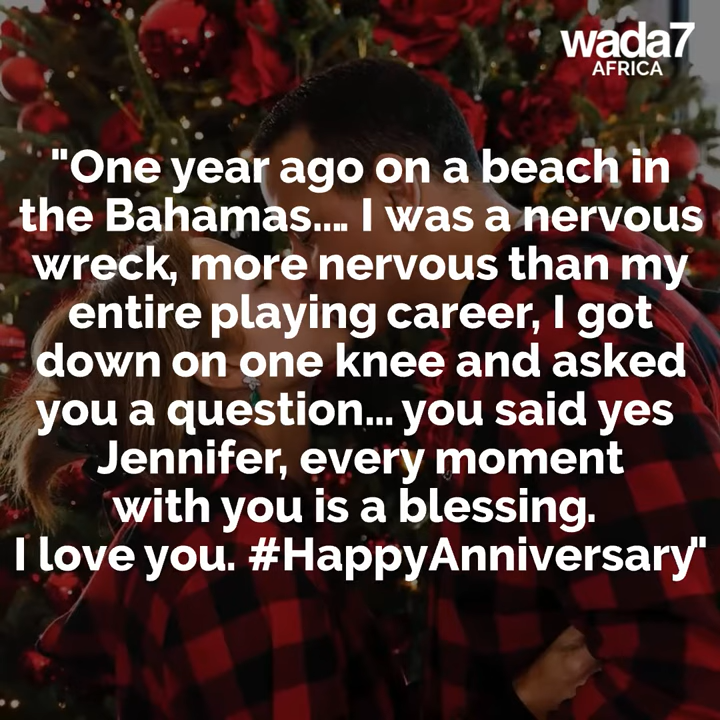 wada7
AFRICA
"One year ago on a beach in
the Bahamas.... I was a nervous
wreck, more nervous than my
entire playing career, I got
down on one knee and asked
you a question... you said yes
Jennifer, every moment
with you is a blessing.
I love you. #HappyAnniversary"